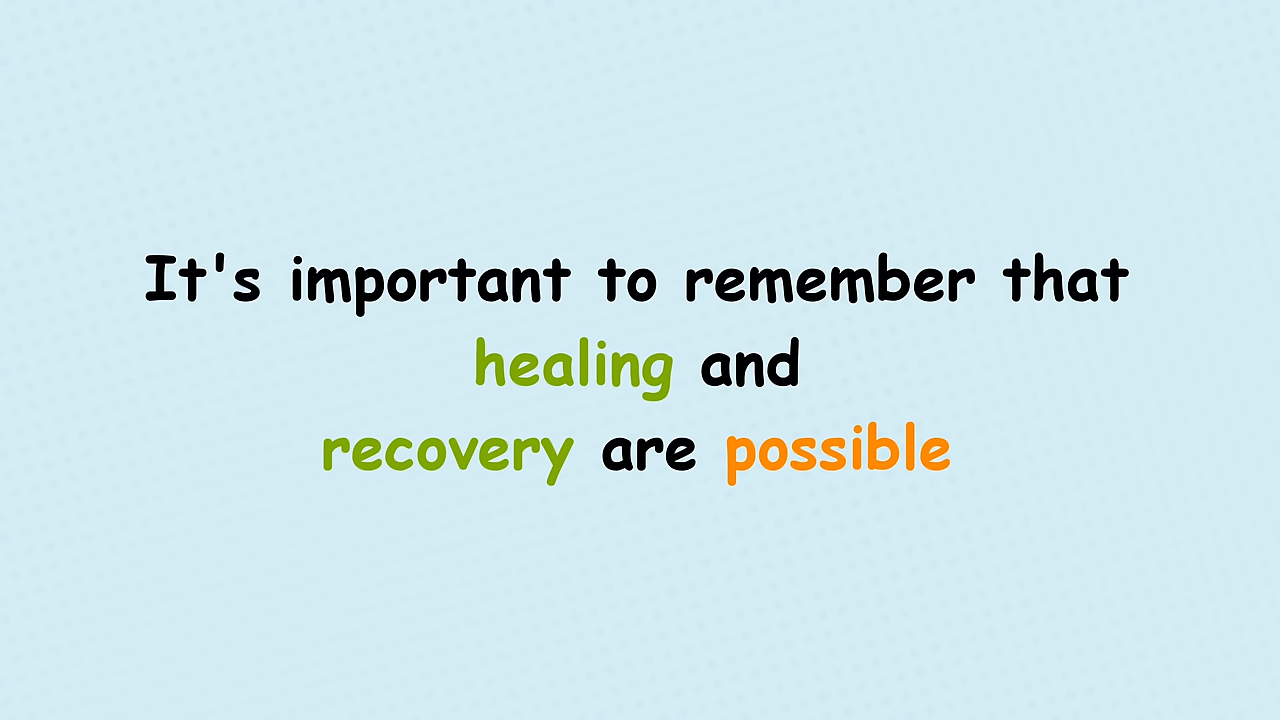 It's important to remember that
healing and
recovery are possible